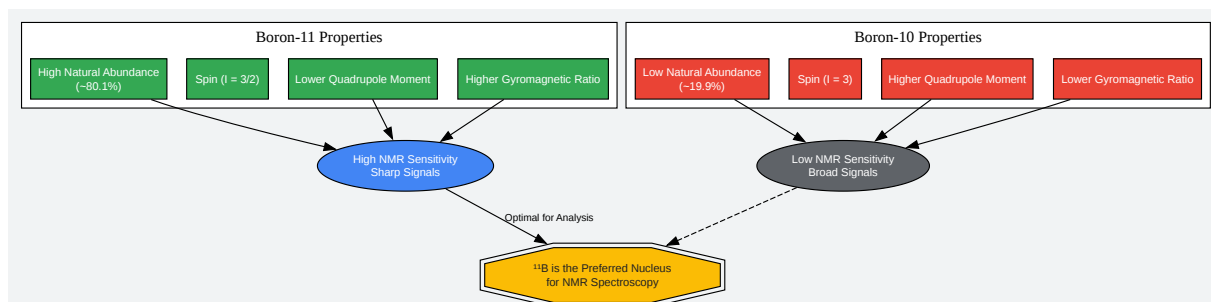 Boron-11 Properties
Boron-10 Properties
High Natural Abundance
(~80.1%)
Spin (I = 3/2)
Lower Quadrupole Moment
Higher Gyromagnetic Ratio
Low Natural Abundance
(~19.9%)
Spin (I = 3)
Higher Quadrupole Moment
Lower Gyromagnetic Ratio
High NMR Sensitivity
Sharp Signals
Low NMR Sensitivity
Broad Signals
Optimal for Analysis
¹¹B is the Preferred Nucleus
for NMR Spectroscopy